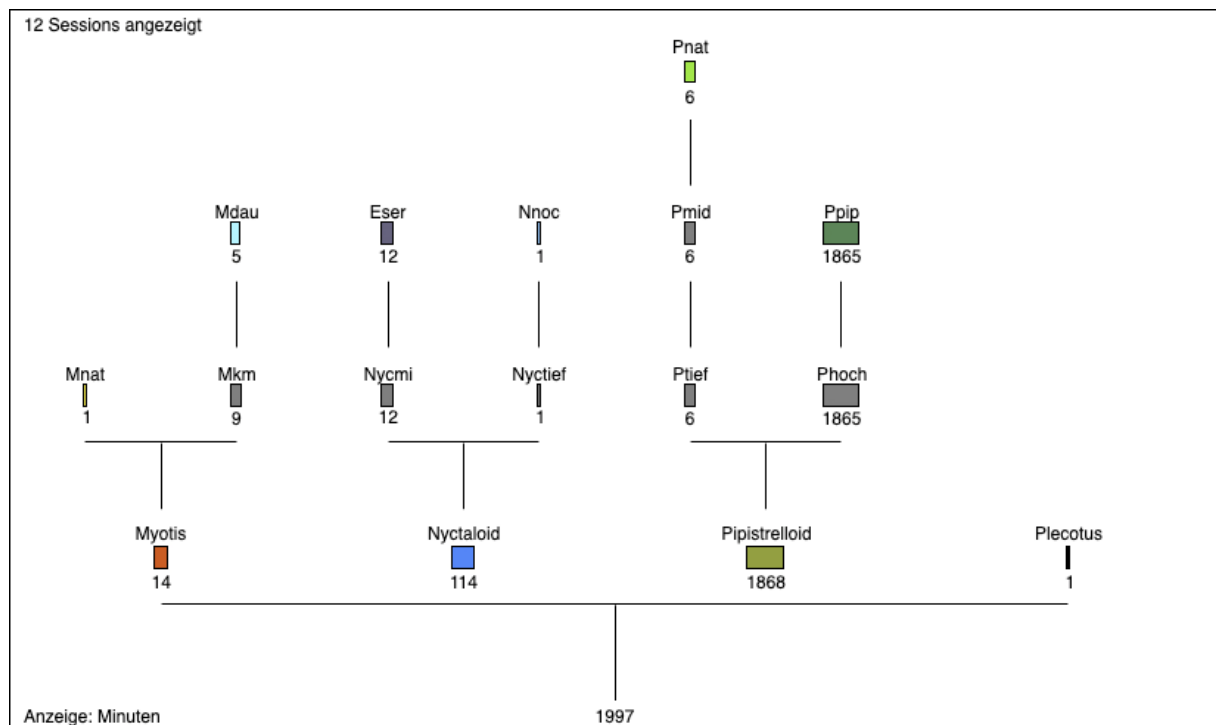 12 Sessions angezeigt
Pnat
6
Mdau Eser Nnoc Pmid Ppip
5 12 1 6 1865
Mnat Mkm Nycmi Nyctief Ptief Phoch
1 9 12 1 6 1865
Myotis Nyctaloid Pipistrelloid Plecotus
14 114 1868 1
Anzeige: Minuten 1997